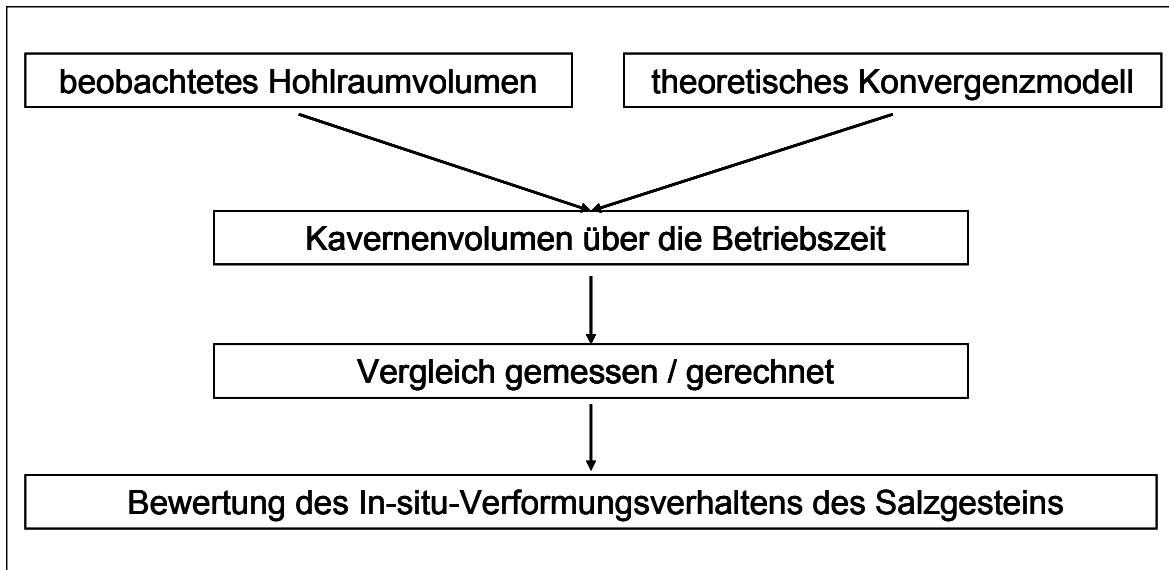 beobachtetes Hohlraumvolumen
theoretisches Konvergenzmodell
Kavernenvolumen über die Betriebszeit
Vergleich gemessen / gerechnet
Bewertung des In-situ-Verformungsverhaltens des Salzgesteins